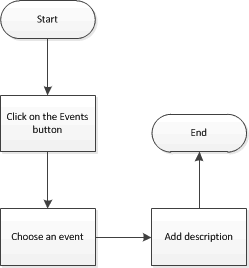 Start
Click on the Events
button
Choose an event
Add description
End